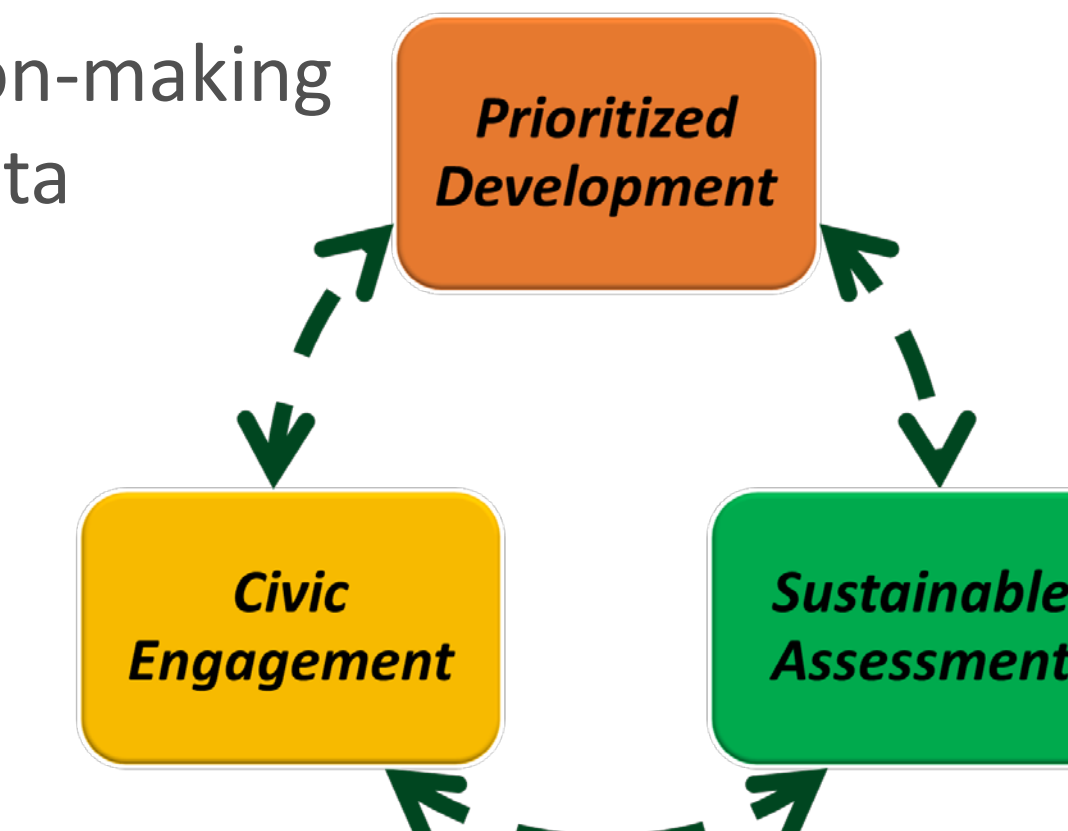 on-making
ta
Prioritized
Development
Civic
Engagement
Sustainable
Assessment